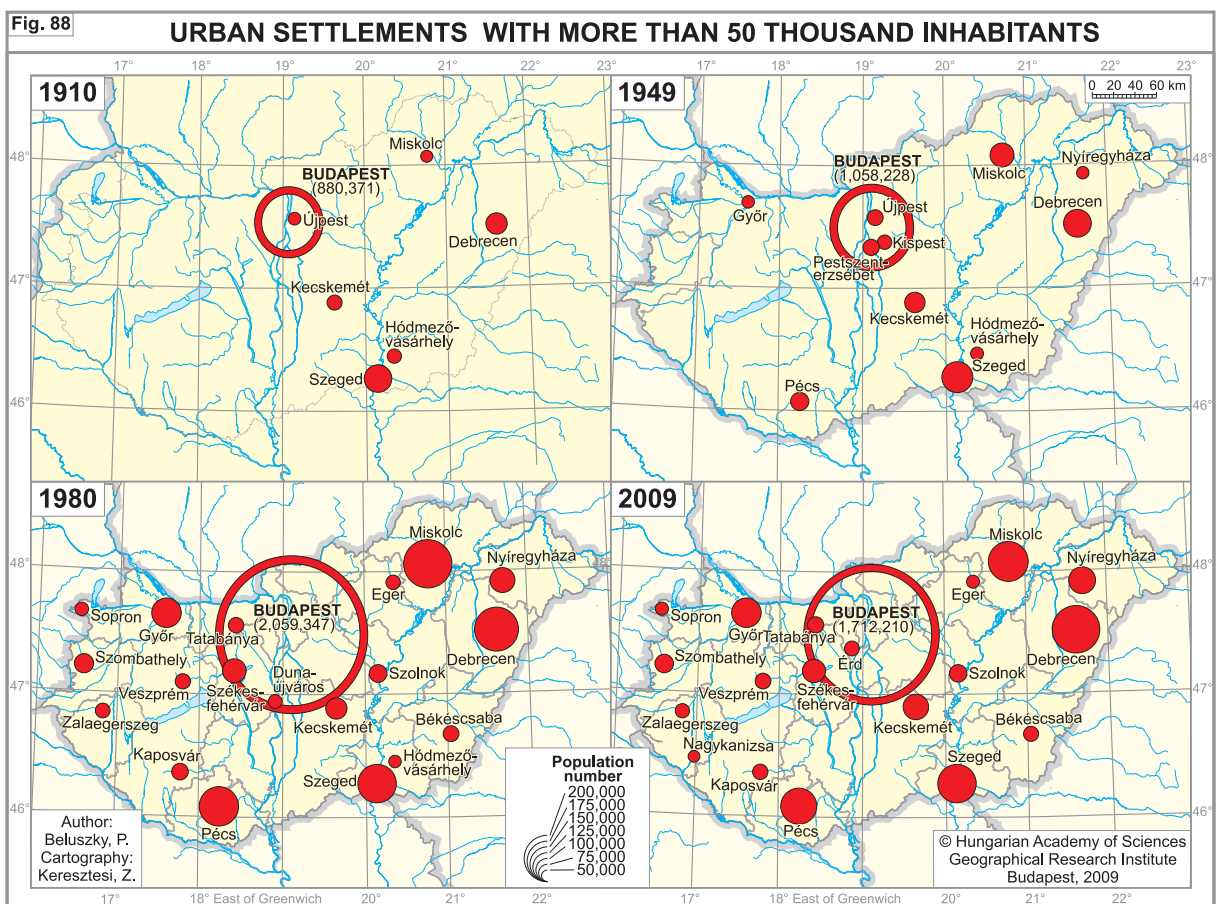 Fig. 88
URBAN SETTLEMENTS WITH MORE THAN 50 THOUSAND INHABITANTS
17° 18° 19° 20° 21° 22° 23°
17° 18° 19° 20° 21° 22° 23°
1910
48°
47°
46°
Miskolc
BUDAPEST
(880,371)
Újpest
Debrecen
Kecskemét
Hódmező-
vásárhely
Szeged
1949
0 20 40 60 km
48°
47°
46°
Miskolc
Nyíregyháza
BUDAPEST
(1,058,228)
Győr
Újpest
Kispest
Pestszent-
erzsébet
Debrecen
Kecskemét
Hódmező-
vásárhely
Szeged
Pécs
1980
48°
47°
46°
Miskolc
Nyíregyháza
Eger
Sopron
Győr
BUDAPEST
(2,059,347)
Tatabánya
Debrecen
Szombathely
Veszprém
Székes-
fehérvár
Duna-
újváros
Szolnok
Zalaegerszeg
Kecskemét
Békéscsaba
Kaposvár
Hódmező-
vásárhely
Szeged
Pécs
Author:
Beluszky, P.
Cartography:
Keresztesi, Z.
Population
number
200,000
175,000
150,000
125,000
100,000
75,000
50,000
2009
48°
47°
46°
Miskolc
Nyíregyháza
Eger
Sopron
Győr
BUDAPEST
(1,712,210)
Tatabánya
Érd
Debrecen
Szombathely
Veszprém
Székes-
fehérvár
Szolnok
Zalaegerszeg
Kecskemét
Békéscsaba
Nagykanizsa
Kaposvár
Szeged
Pécs
© Hungarian Academy of Sciences
Geographical Research Institute
Budapest, 2009
17° 18° East of Greenwich 20° 21° 22°
17° 18° East of Greenwich 20° 21° 22°